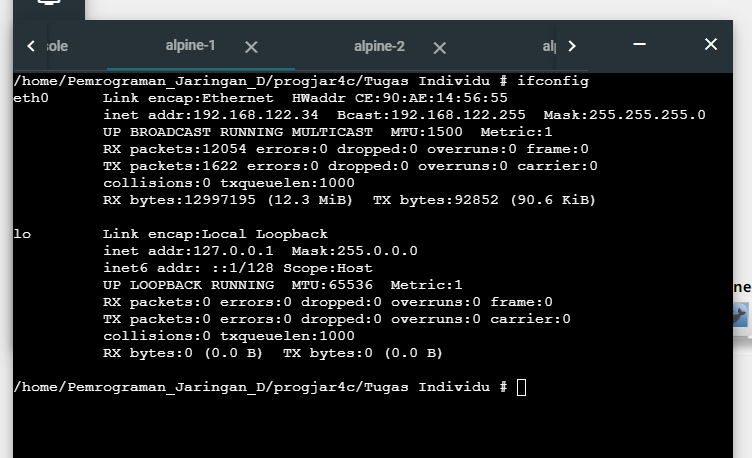 ole alpine-1 alpine-2 al
/home/Pemrograman_Jaringan_D/progjar4c/Tugas Individu # ifconfig
eth0      Link encap:Ethernet  HWaddr CE:90:AE:14:56:55
          inet addr:192.168.122.34  Bcast:192.168.122.255  Mask:255.255.255.0
          UP BROADCAST RUNNING MULTICAST  MTU:1500  Metric:1
          RX packets:12054 errors:0 dropped:0 overruns:0 frame:0
          TX packets:1622 errors:0 dropped:0 overruns:0 carrier:0
          collisions:0 txqueuelen:1000
          RX bytes:12997195 (12.3 MiB)  TX bytes:92852 (90.6 KiB)
lo        Link encap:Local Loopback
          inet addr:127.0.0.1  Mask:255.0.0.0
          inet6 addr: ::1/128 Scope:Host
          UP LOOPBACK RUNNING  MTU:65536  Metric:1
          RX packets:0 errors:0 dropped:0 overruns:0 frame:0
          TX packets:0 errors:0 dropped:0 overruns:0 carrier:0
          collisions:0 txqueuelen:1000
          RX bytes:0 (0.0 B)  TX bytes:0 (0.0 B)
/home/Pemrograman_Jaringan_D/progjar4c/Tugas Individu #
ne